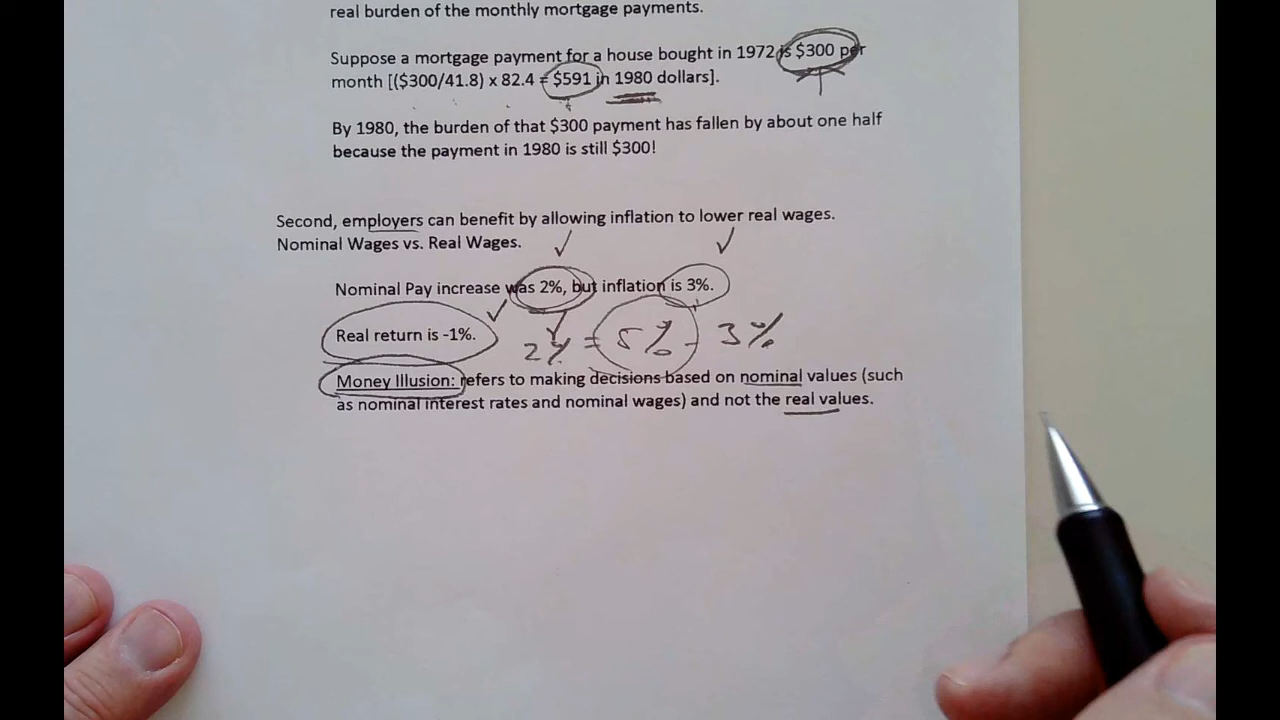 real burden of the monthly mortgage payments.
Suppose a mortgage payment for a house bought in 1972 is $300 per
month [($300/41.8) x 82.4 = $591 in 1980 dollars].
By 1980, the burden of that $300 payment has fallen by about one half
because the payment in 1980 is still $300!
Second, employers can benefit by allowing inflation to lower real wages.
Nominal Wages vs. Real Wages.
Nominal Pay increase was 2%, but inflation is 3%.
Real return is -1%.
2% = 5% - 3%
Money Illusion: refers to making decisions based on nominal values (such
as nominal interest rates and nominal wages) and not the real values.